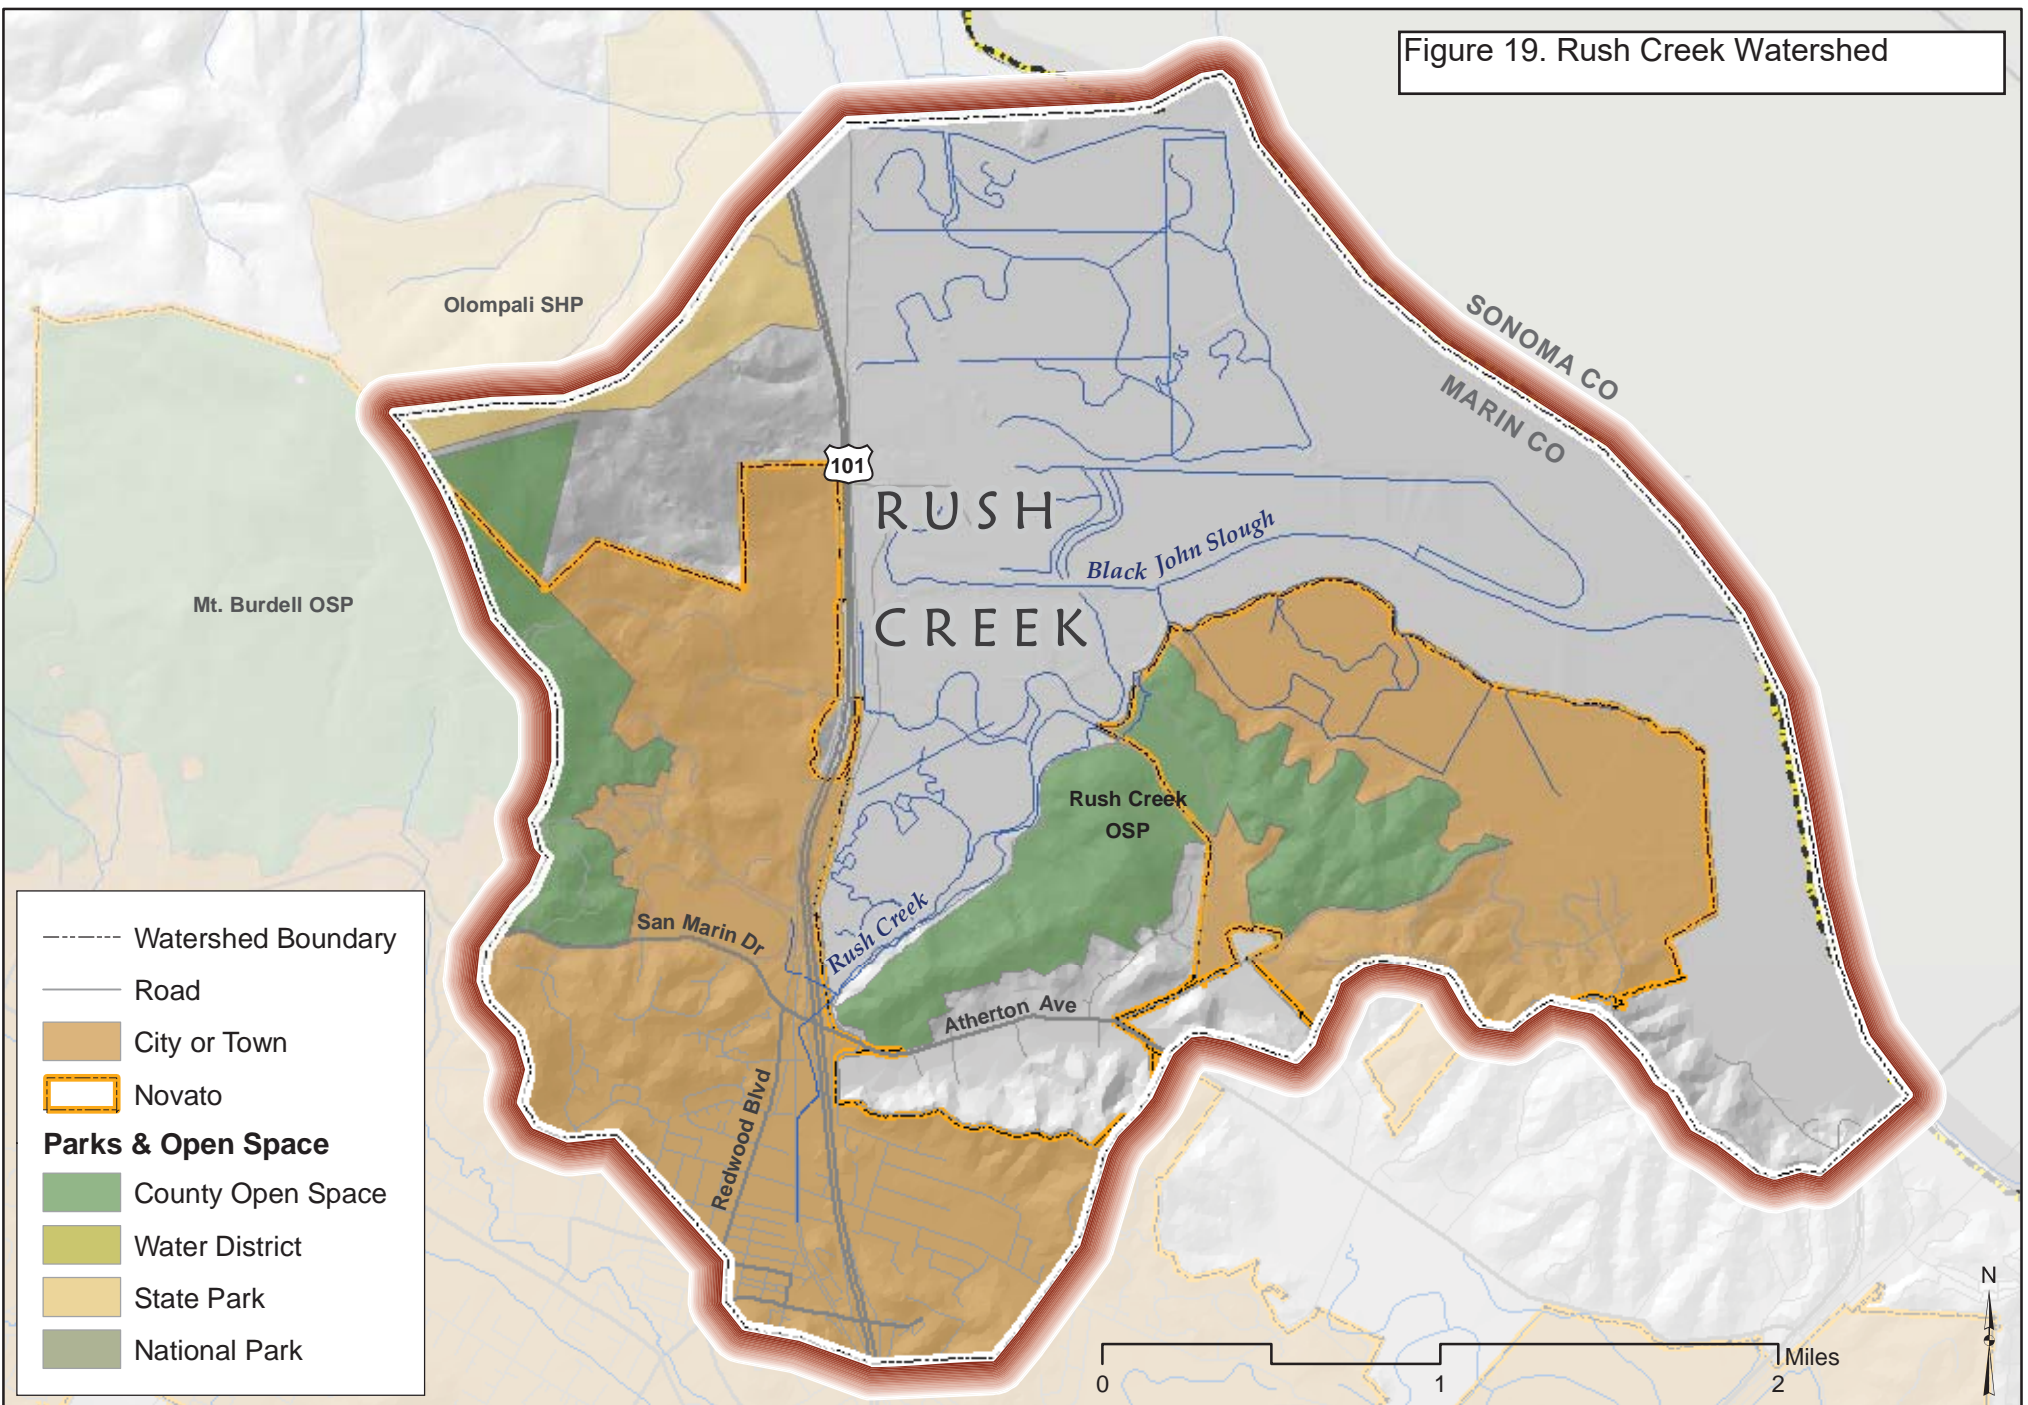 Figure 19. Rush Creek Watershed
Olompali SHP
SONOMA CO
MARIN CO
101
RUSH
CREEK
Black John Slough
Mt. Burdell OSP
Rush Creek
OSP
San Marin Dr
Rush Creek
Atherton Ave
Redwood Blvd
Watershed Boundary
Road
City or Town
Novato
Parks & Open Space
County Open Space
Water District
State Park
National Park
N
Miles
0 1 2